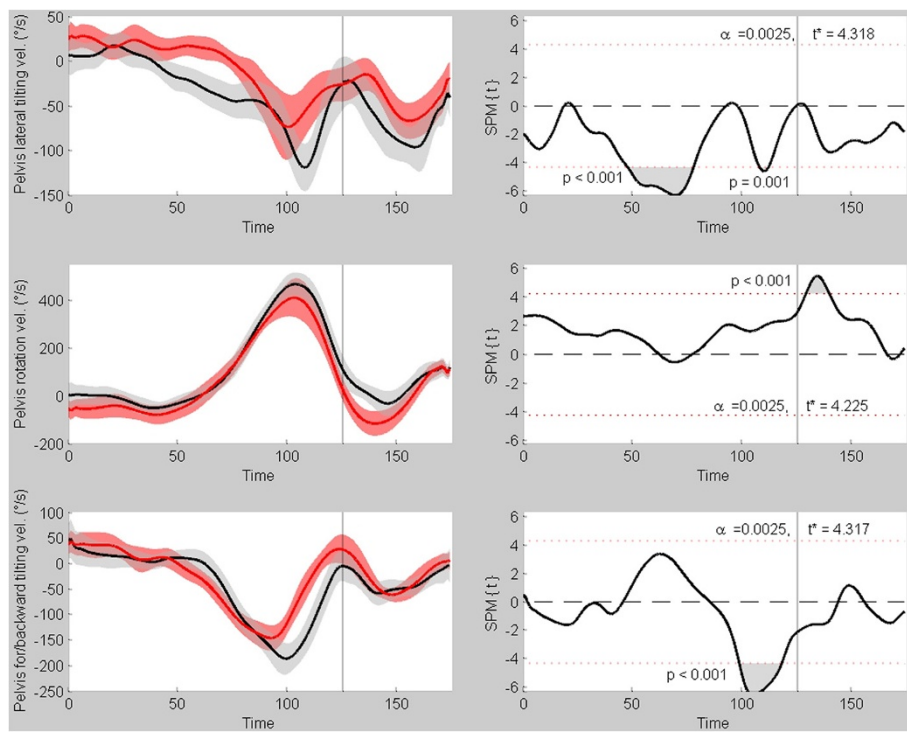 Pelvis lateral tilting vel. (°/s)
50
0
-50
-100
-150
0 50 100 150
Time
SPM{t}
6
4
2
0
-2
-4
-6
α =0.0025, t* = 4.318
p < 0.001
p = 0.001
0 50 100 150
Time
Pelvis rotation vel. (°/s)
400
200
0
-200
0 50 100 150
Time
SPM{t}
6
4
2
0
-2
-4
-6
p < 0.001
α =0.0025, t* = 4.225
0 50 100 150
Time
Pelvis for/backward tilting vel. (°/s)
100
50
0
-50
-100
-150
-200
-250
0 50 100 150
Time
SPM{t}
6
4
2
0
-2
-4
-6
α =0.0025, t* = 4.317
p < 0.001
0 50 100 150
Time